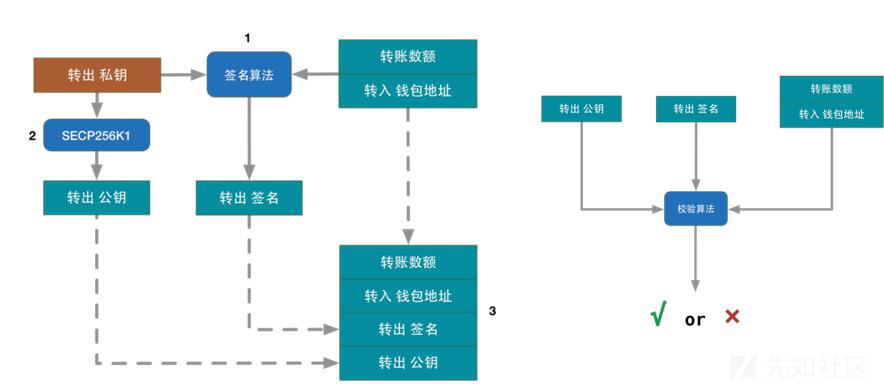 1
转出 私钥
签名算法
转账数额
转入 钱包地址
2
SECP256K1
转出 公钥
转出 签名
转账数额
转入 钱包地址
转出 签名
转出 公钥
3
转出 公钥
转出 签名
转账数额
转入 钱包地址
校验算法
√ or ×
先知社区